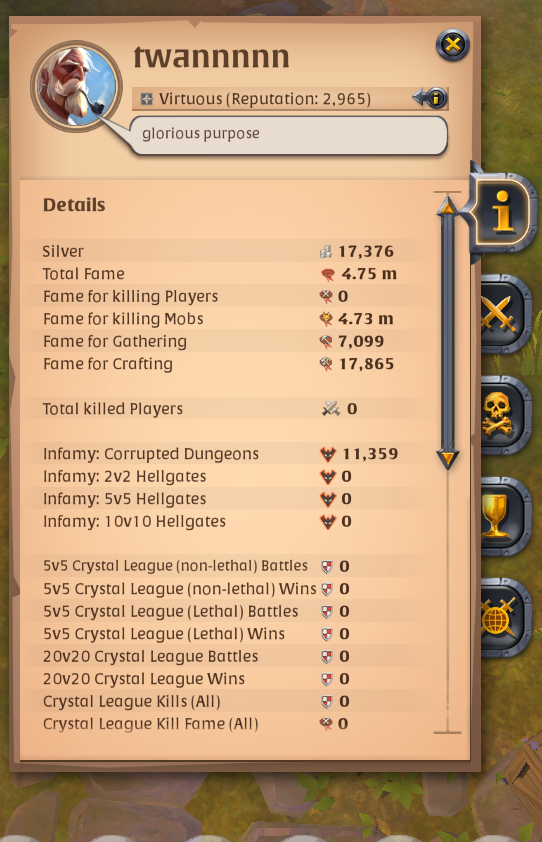 twannnnn
Virtuous (Reputation: 2,965)
glorious purpose
Details
Silver 17,376
Total Fame 4.75 m
Fame for killing Players 0
Fame for killing Mobs 4.73 m
Fame for Gathering 7,099
Fame for Crafting 17,865
Total killed Players 0
Infamy: Corrupted Dungeons 11,359
Infamy: 2v2 Hellgates 0
Infamy: 5v5 Hellgates 0
Infamy: 10v10 Hellgates 0
5v5 Crystal League (non-lethal) Battles 0
5v5 Crystal League (non-lethal) Wins 0
5v5 Crystal League (Lethal) Battles 0
5v5 Crystal League (Lethal) Wins 0
20v20 Crystal League Battles 0
20v20 Crystal League Wins 0
Crystal League Kills (All) 0
Crystal League Kill Fame (All) 0